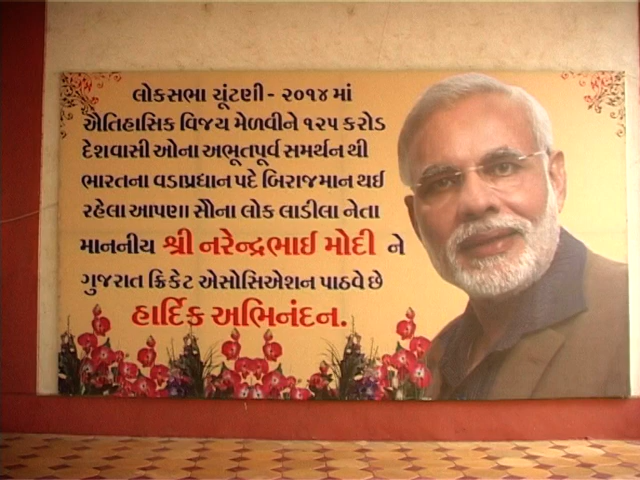 લોકસભા ચૂંટણી - ૨૦૧૪ માં
ઐતિહાસિક વિજય મેળવીને ૧૨૫ કરોડ
દેશવાસી ઓના અભૂતપૂર્વ સમર્થન થી
ભારતના વડાપ્રધાન પદે બિરાજમાન થઈ
રહેલા આપણા સૌના લોક લાડીલા નેતા
માનનીય શ્રી નરેન્દ્રભાઈ મોદી ને
ગુજરાત ક્રિકેટ એસોસિએશન પાઠવે છે
હાર્દિક અભિનંદન.